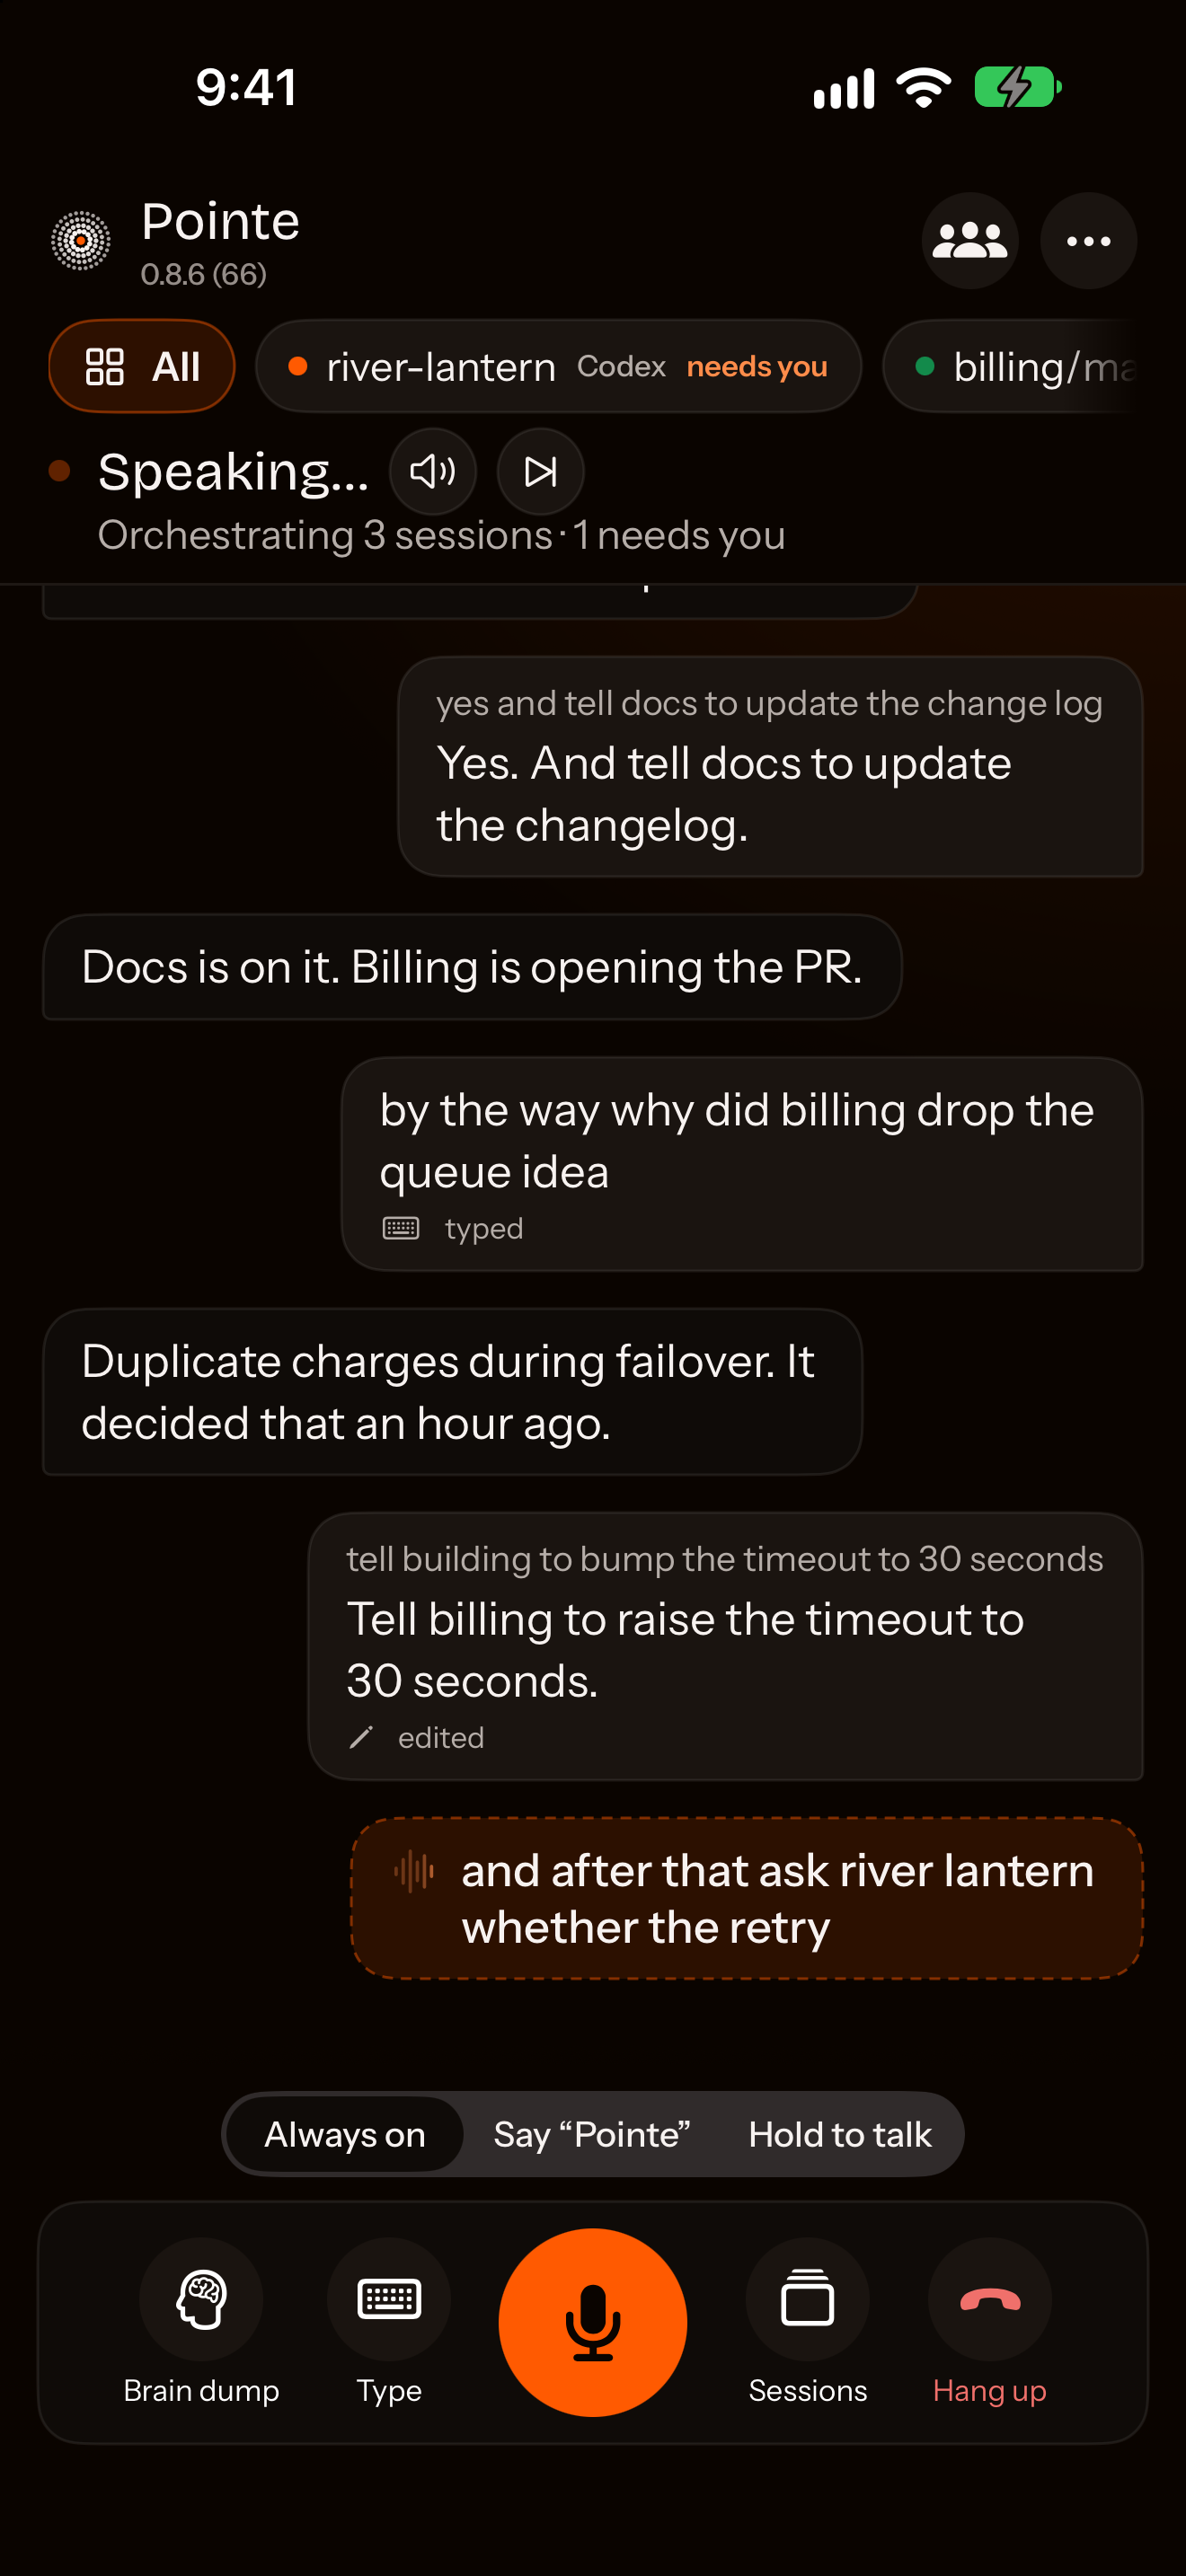 9:41
Pointe
0.8.6 (66)
All
river-lantern Codex needs you
billing/ma
Speaking...
Orchestrating 3 sessions · 1 needs you
yes and tell docs to update the change log
Yes. And tell docs to update
the changelog.
Docs is on it. Billing is opening the PR.
by the way why did billing drop the
queue idea
typed
Duplicate charges during failover. It
decided that an hour ago.
tell building to bump the timeout to 30 seconds
Tell billing to raise the timeout to
30 seconds.
edited
and after that ask river lantern
whether the retry
Always on
Say “Pointe”
Hold to talk
Brain dump
Type
Sessions
Hang up